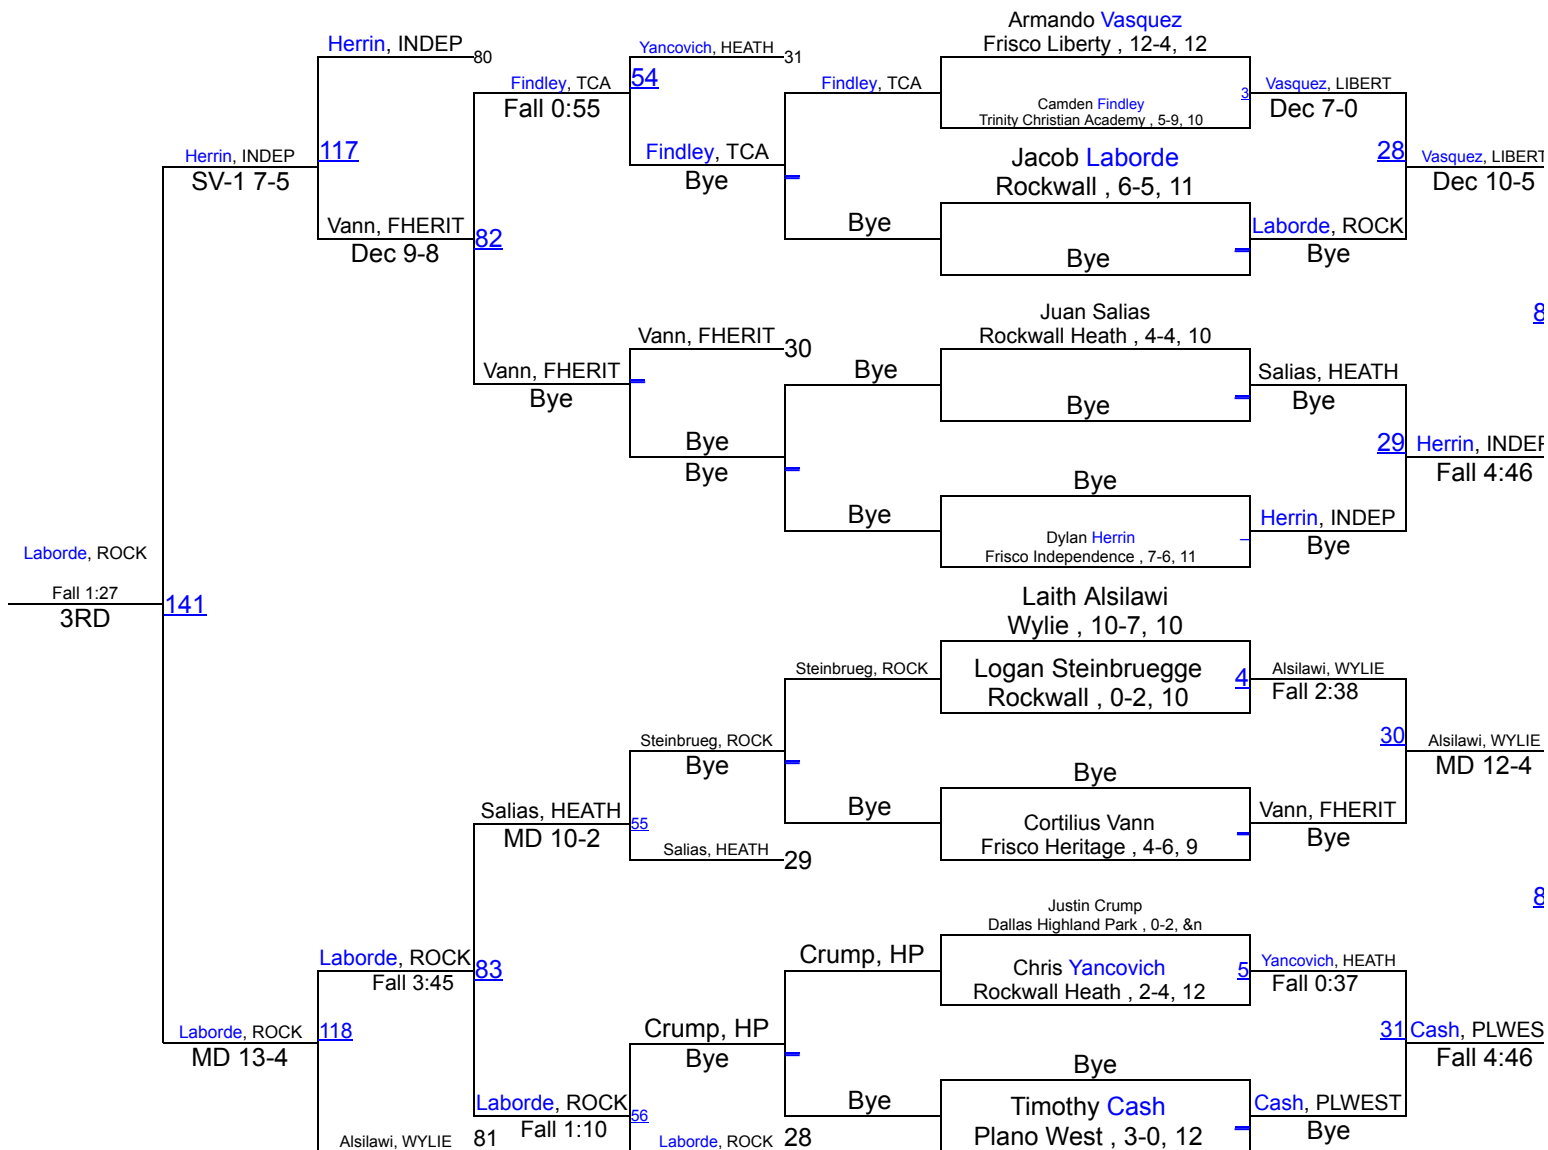 Armando Vasquez
Frisco Liberty , 12-4, 12
Herrin, INDEP
80
Yancovich, HEATH
31
Findley, TCA
54
Fall 0:55
Findley, TCA
Camden Findley
Trinity Christian Academy , 5-9, 10
3
Vasquez, LIBERT
Dec 7-0
Herrin, INDEP
117
SV-1 7-5
Findley, TCA
Bye
Jacob Laborde
Rockwall , 6-5, 11
28
Vasquez, LIBERT
Dec 10-5
Vann, FHERIT
82
Dec 9-8
Bye
Bye
Laborde, ROCK
Bye
Juan Salias
Rockwall Heath , 4-4, 10
8
Vann, FHERIT
30
Vann, FHERIT
Bye
Bye
Bye
Salias, HEATH
Bye
Bye
Bye
29
Herrin, INDEP
Fall 4:46
Bye
Bye
Dylan Herrin
Frisco Independence , 7-6, 11
Herrin, INDEP
Bye
Laborde, ROCK
Fall 1:27
3RD
141
Laith Alsilawi
Wylie , 10-7, 10
Steinbrueg, ROCK
Logan Steinbruegge
Rockwall , 0-2, 10
4
Alsilawi, WYLIE
Fall 2:38
Steinbrueg, ROCK
Bye
30
Alsilawi, WYLIE
MD 12-4
Bye
Salias, HEATH
55
MD 10-2
Bye
Cortilius Vann
Frisco Heritage , 4-6, 9
Vann, FHERIT
Bye
Salias, HEATH
29
Justin Crump
Dallas Highland Park , 0-2, &n
8
Laborde, ROCK
83
Fall 3:45
Crump, HP
Chris Yancovich
Rockwall Heath , 2-4, 12
5
Yancovich, HEATH
Fall 0:37
Laborde, ROCK
118
MD 13-4
Crump, HP
Bye
31
Cash, PLWES
Fall 4:46
Bye
Laborde, ROCK
56
Fall 1:10
Bye
Timothy Cash
Plano West , 3-0, 12
Cash, PLWEST
Bye
Alsilawi, WYLIE
81
Laborde, ROCK
28